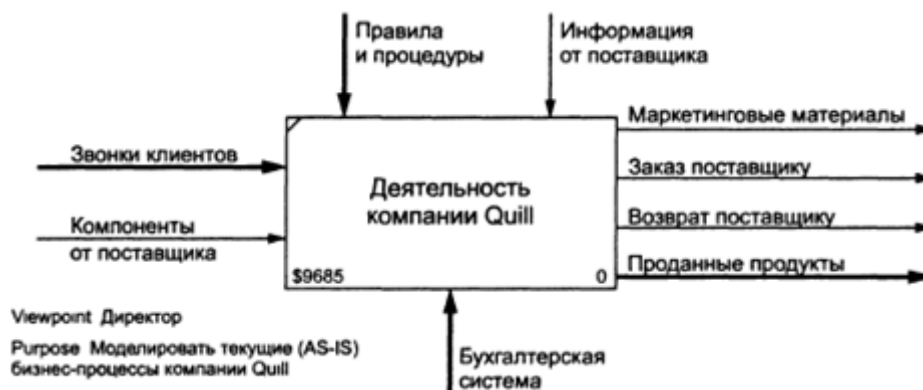 Правила
и процедуры
Информация
от поставщика
Маркетинговые материалы
Звонки клиентов
Заказ поставщику
Деятельность
компании Quill
Компоненты
от поставщика
Возврат поставщику
$9685
0
Проданные продукты
Viewpoint Директор
Purpose Моделировать текущие (AS-IS)
бизнес-процессы компании Quill
Бухгалтерская
система